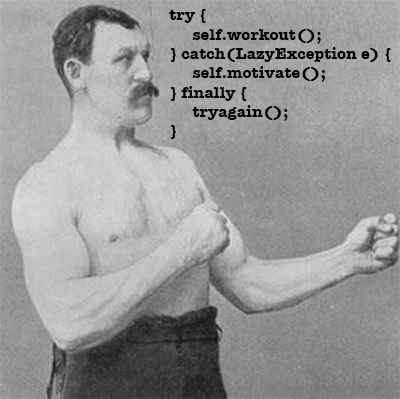 try {
self.workout();
} catch(LazyException e) {
self.motivate();
} finally {
tryagain();
}